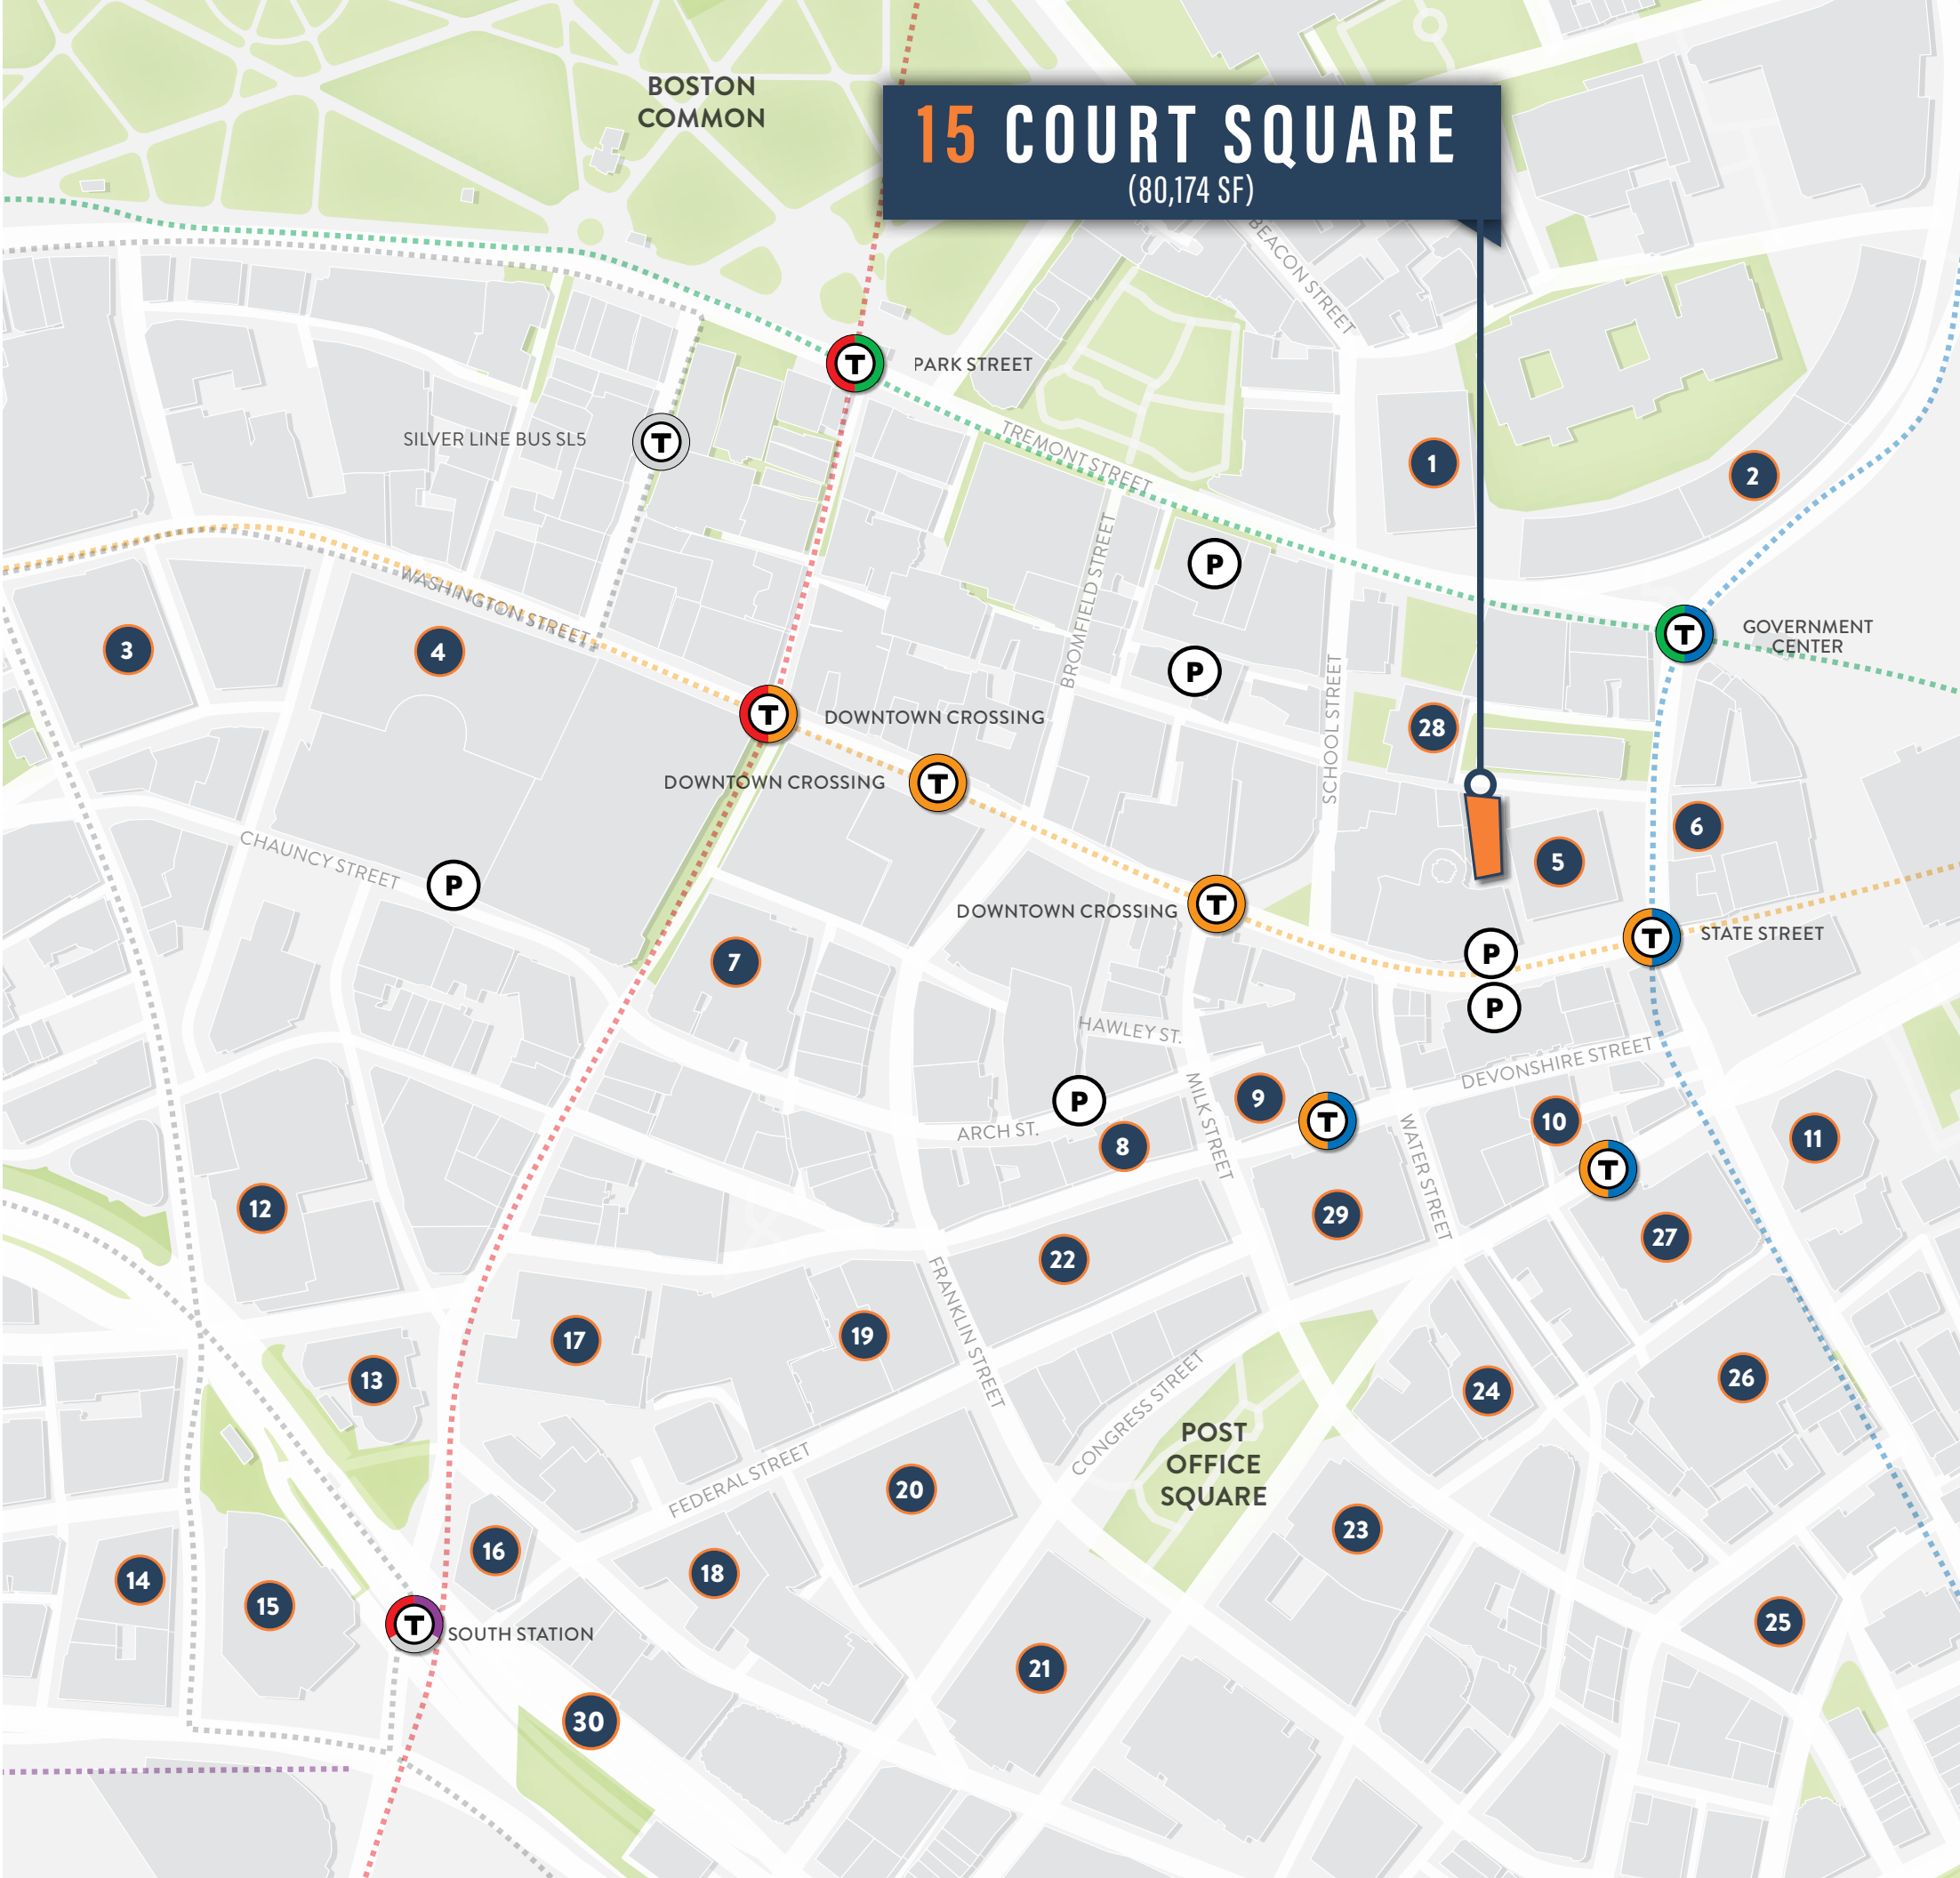 BOSTON
COMMON
15 COURT SQUARE
(80,174 SF)
BEACON STREET
T
PARK STREET
SILVER LINE BUS SL5
T
TREMONT STREET
1
2
P
WASHINGTON STREET
BROMFIELD STREET
T
GOVERNMENT
CENTER
3
4
P
SCHOOL STREET
T
DOWNTOWN CROSSING
28
DOWNTOWN CROSSING
T
6
CHAUNCY STREET
P
5
DOWNTOWN CROSSING
T
T
STATE STREET
7
P
P
HAWLEY ST.
DEVONSHIRE STREET
P
MILK STREET
9
T
WATER STREET
10
ARCH ST.
8
11
T
12
29
27
22
FRANKLIN STREET
17
19
13
CONGRESS STREET
24
26
POST
OFFICE
SQUARE
FEDERAL STREET
20
16
23
14
15
18
T
SOUTH STATION
25
21
30